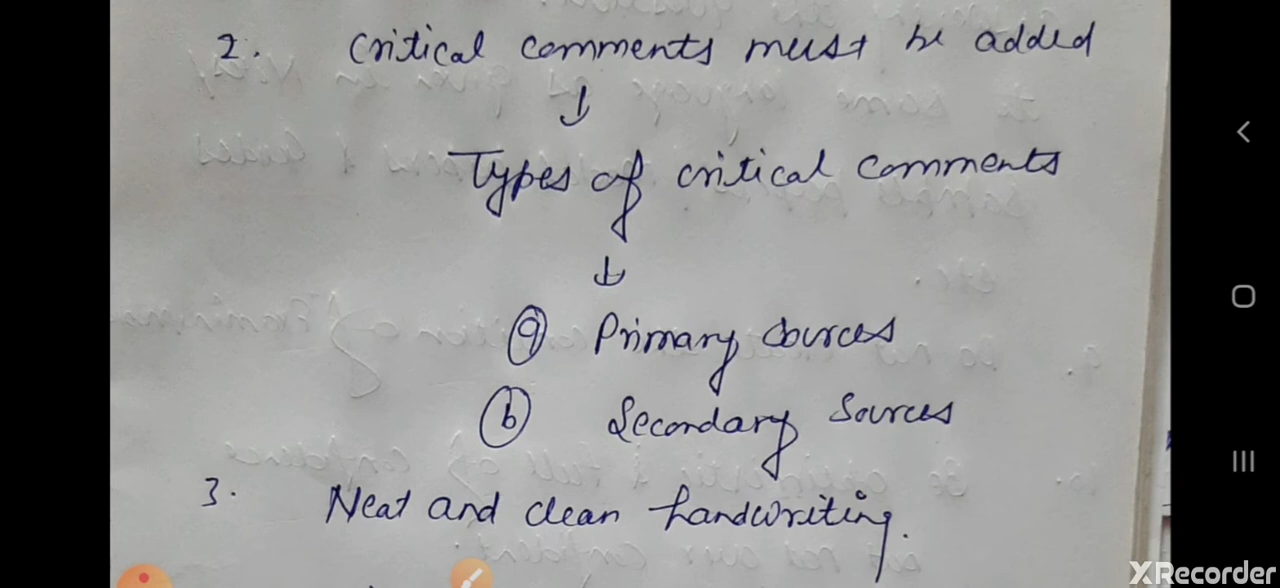 2. Critical comments must be added
↓
Types of critical comments
↓
(a) Primary Sources
(b) Secondary Sources
3. Neat and clean handwriting.
XRecorder